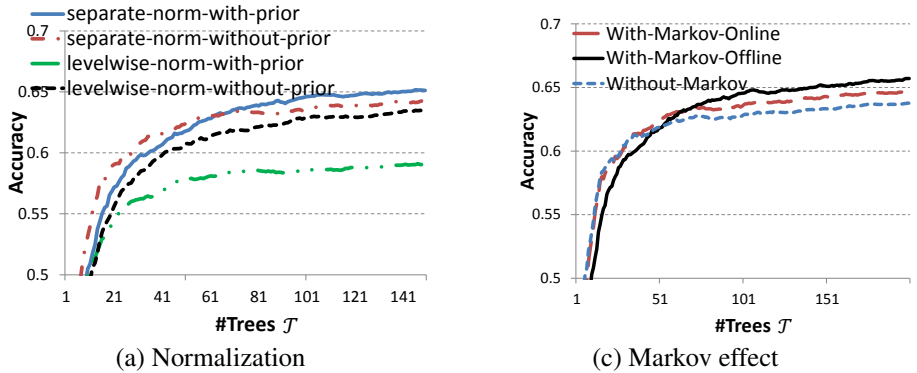 0.7
separate-norm-with-prior
separate-norm-without-prior
levelwise-norm-with-prior
levelwise-norm-without-prior
0.65
0.6
0.55
0.5
Accuracy
1 21 41 61 81 101 121 141
#Trees 𝒯
(a) Normalization
0.7
With-Markov-Online
With-Markov-Offline
Without-Markov
0.65
0.6
0.55
0.5
Accuracy
1 51 101 151
#Trees 𝒯
(c) Markov effect